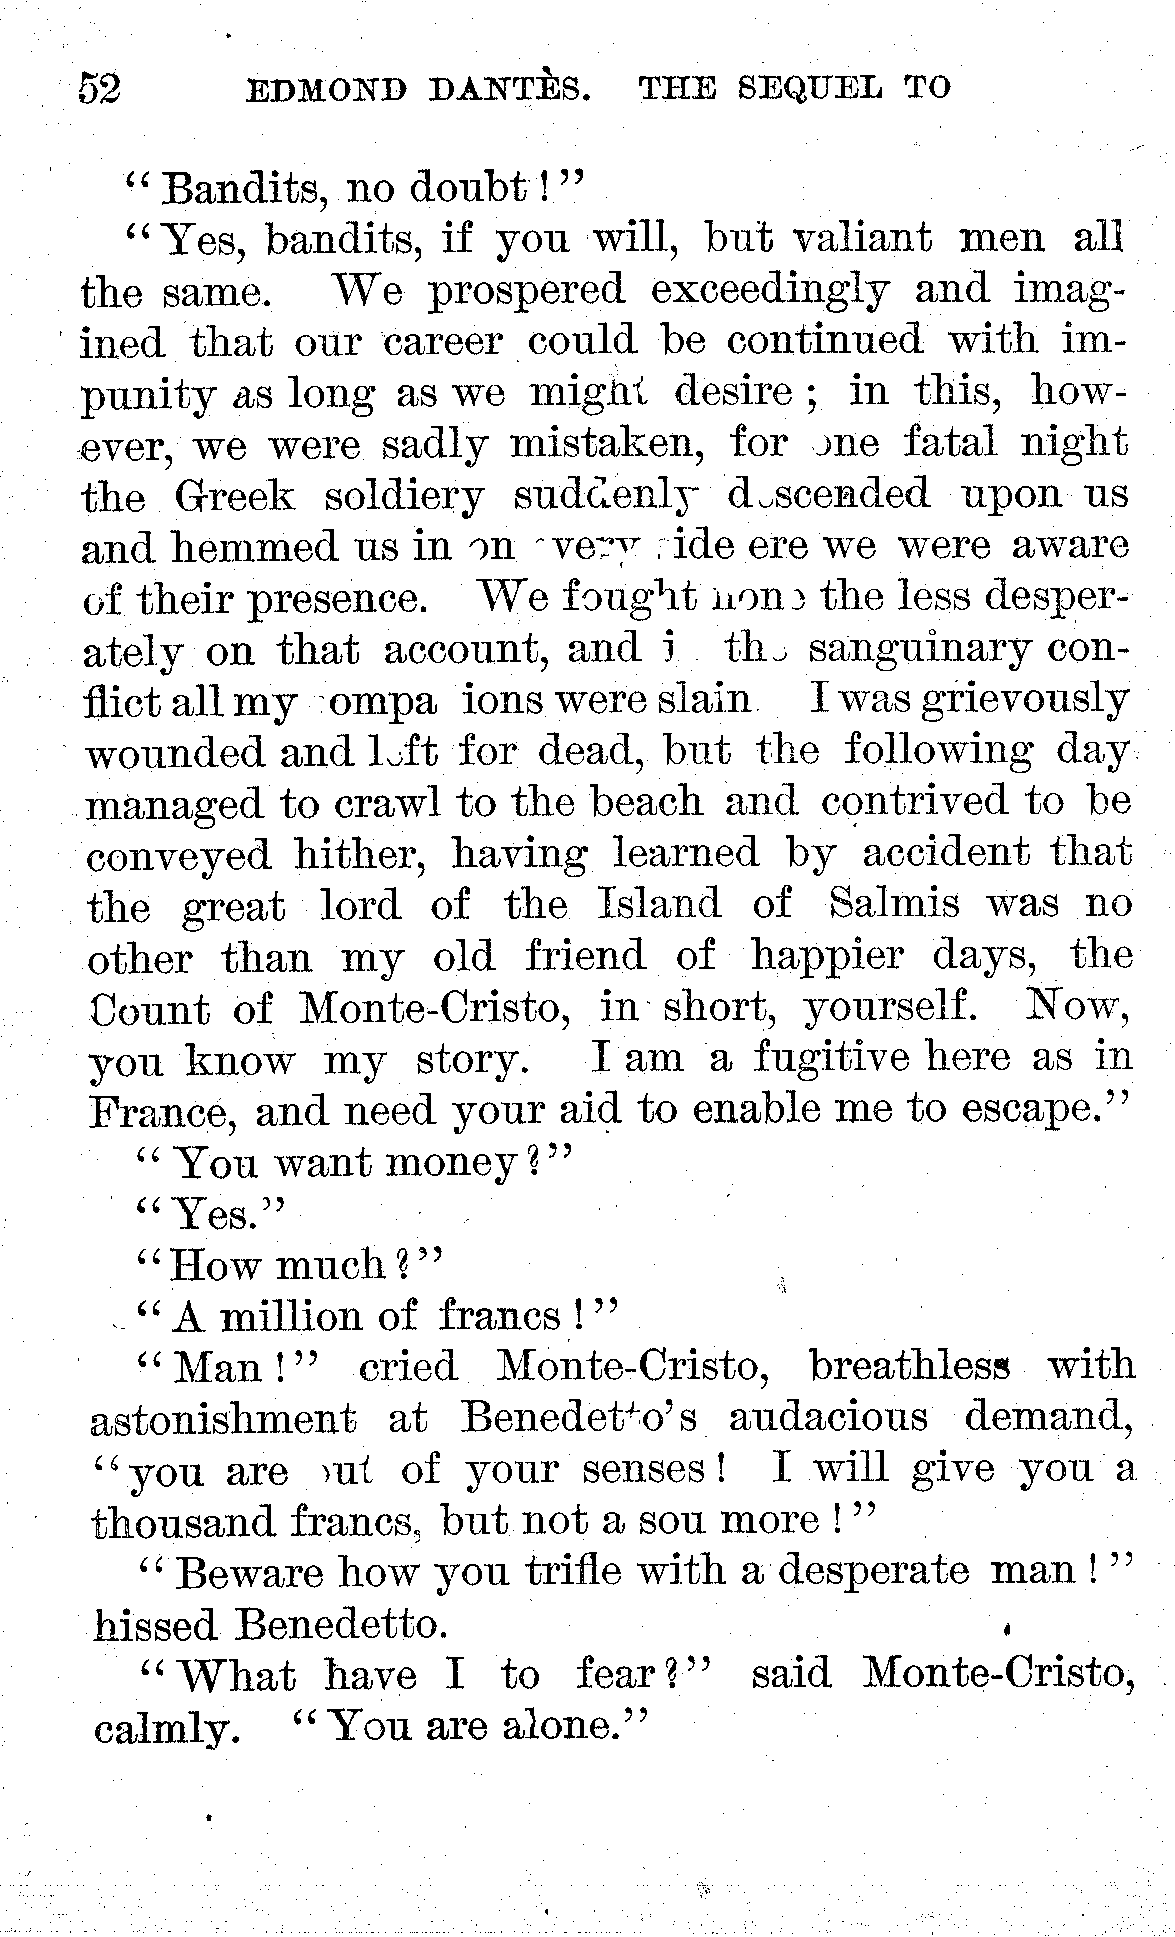 52 EDMOND DANTÈS. THE SEQUEL TO
"Bandits, no doubt!"
"Yes, bandits, if you will, but valiant men all
the same. We prospered exceedingly and imag-
ined that our career could be continued with im-
punity as long as we might desire; in this, how-
ever, we were sadly mistaken, for one fatal night
the Greek soldiery suddenly descended upon us
and hemmed us in on every side ere we were aware
of their presence. We fought none the less desper-
ately on that account, and in the sanguinary con-
flict all my companions were slain. I was grievously
wounded and left for dead, but the following day
managed to crawl to the beach and contrived to be
conveyed hither, having learned by accident that
the great lord of the Island of Salmis was no
other than my old friend of happier days, the
Count of Monte-Cristo, in short, yourself. Now,
you know my story. I am a fugitive here as in
France, and need your aid to enable me to escape."
"You want money?"
"Yes."
"How much?"
"A million of francs!"
"Man!" cried Monte-Cristo, breathless with
astonishment at Benedetto's audacious demand,
"you are out of your senses! I will give you a
thousand francs, but not a sou more!"
"Beware how you trifle with a desperate man!"
hissed Benedetto.
"What have I to fear?" said Monte-Cristo,
calmly. "You are alone."